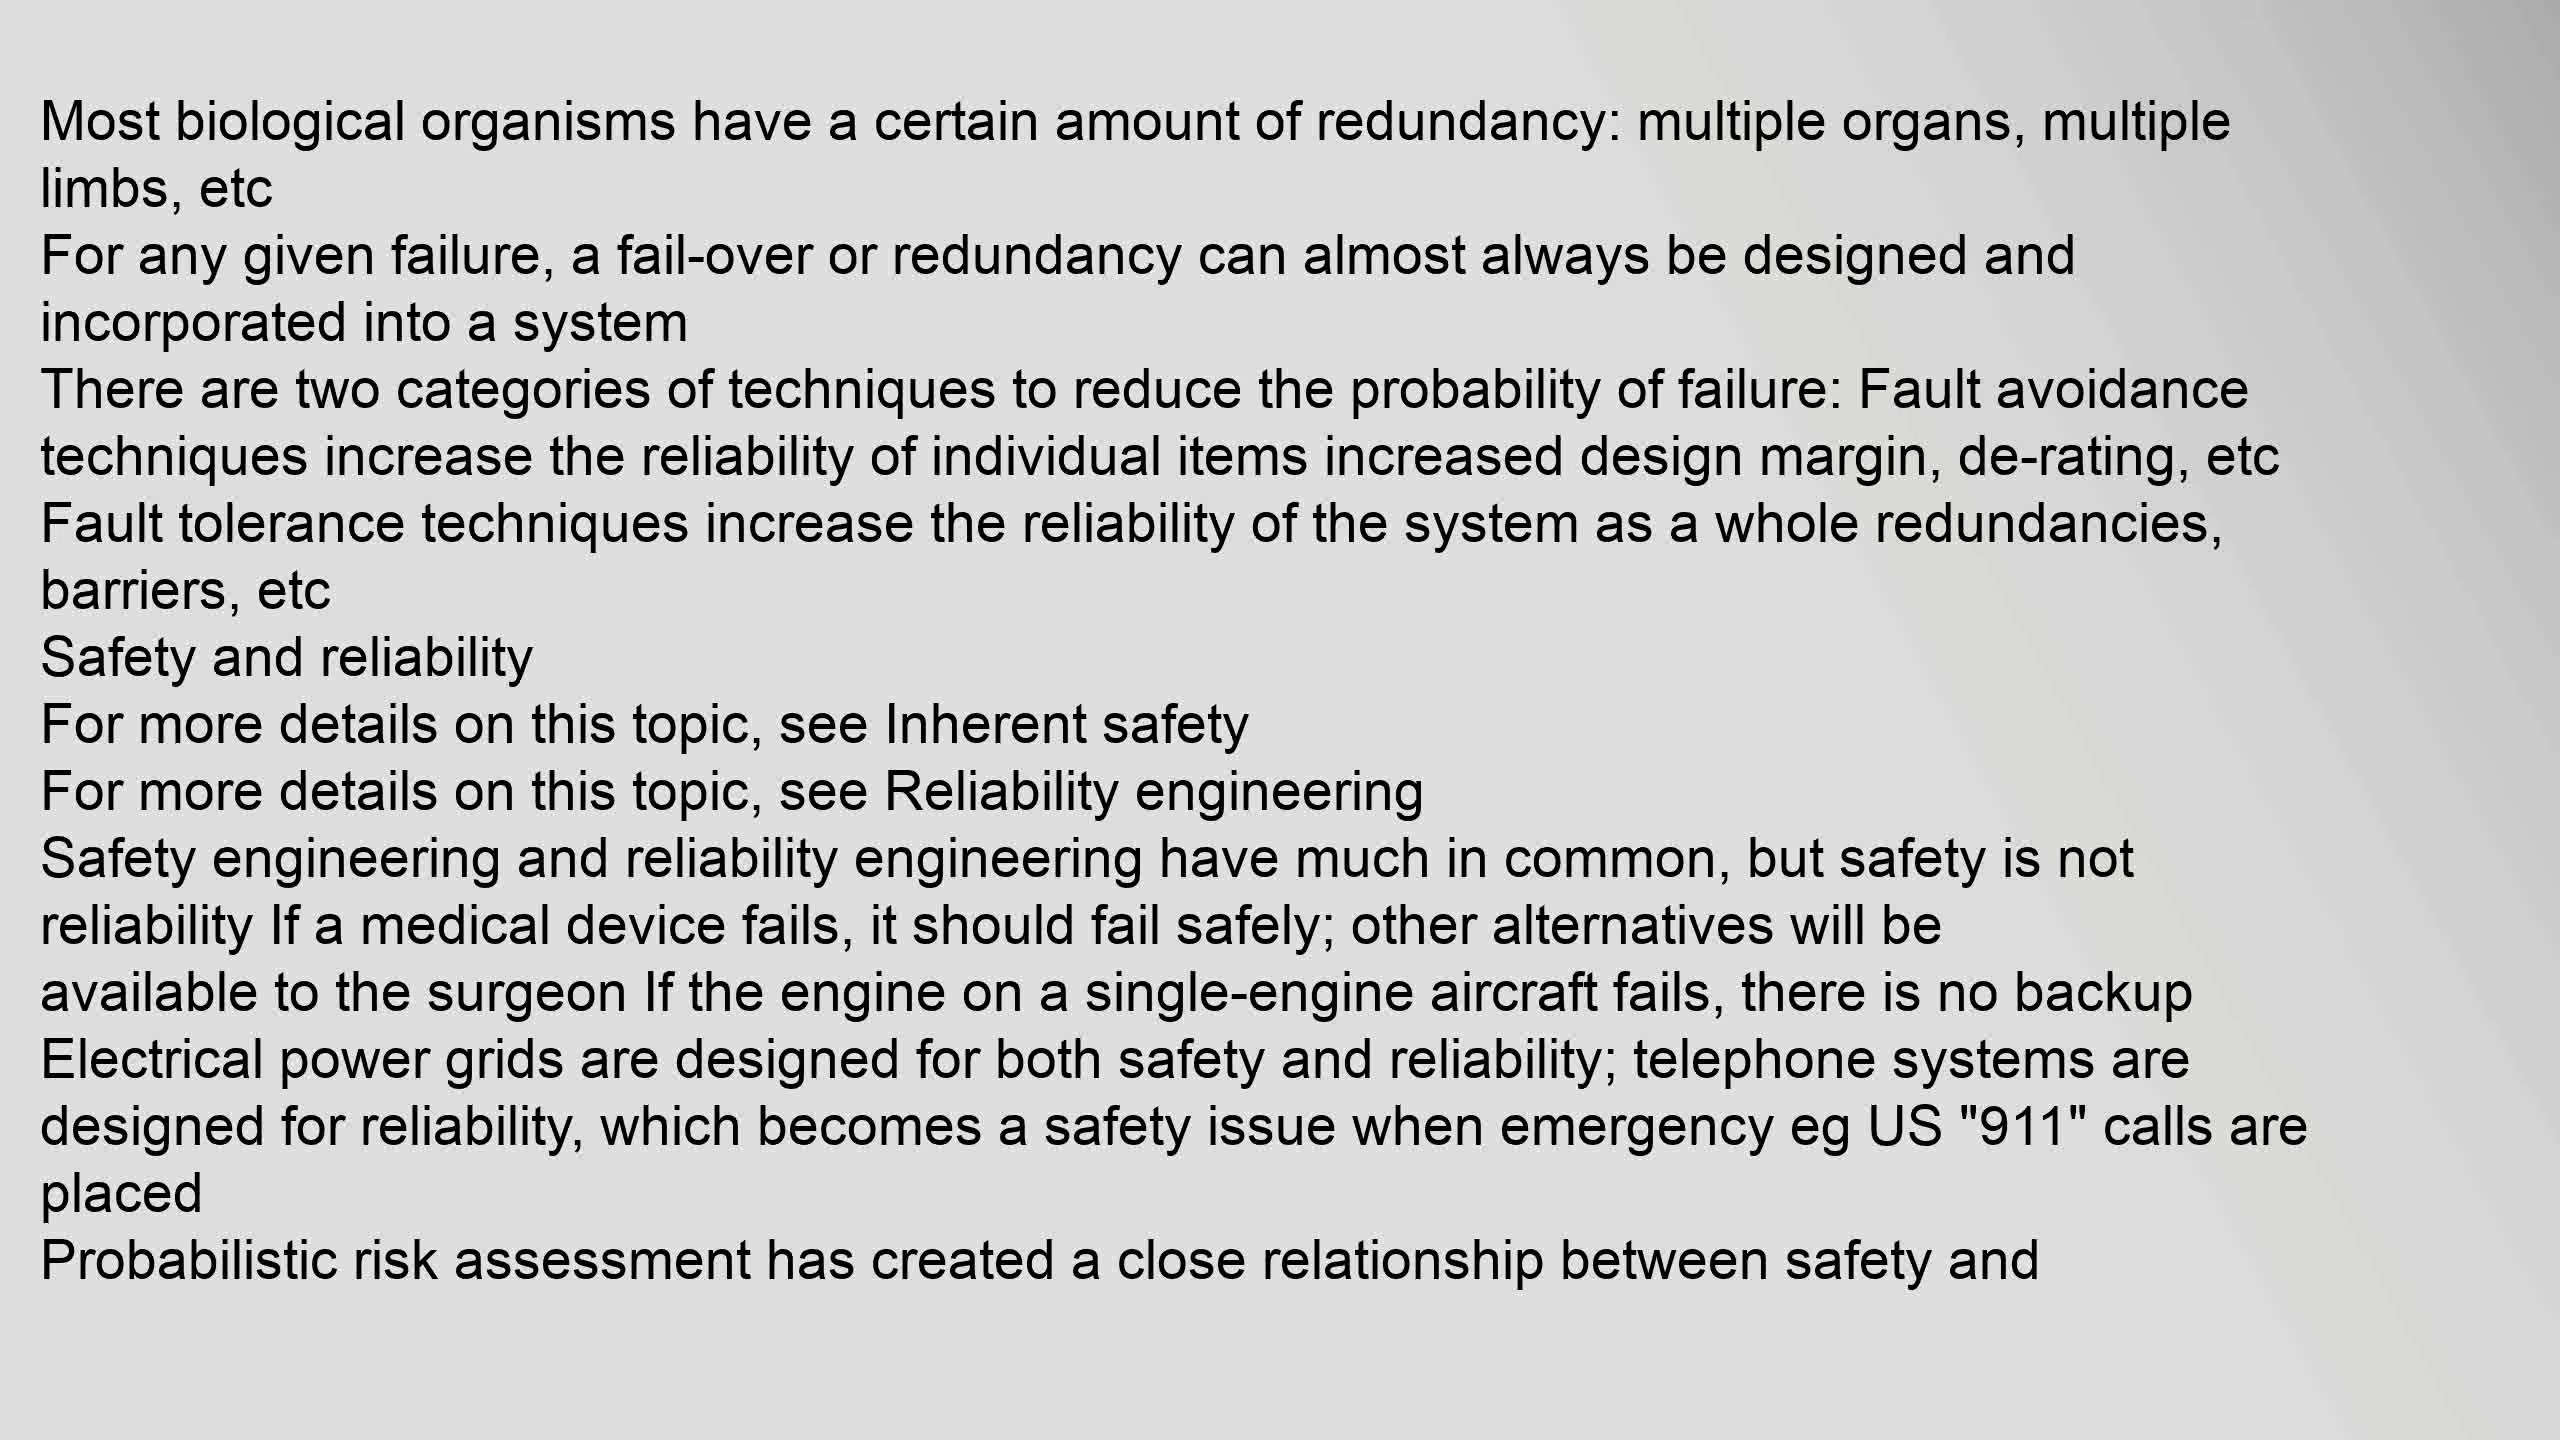 Most biological organisms have a certain amount of redundancy: multiple organs, multiple
limbs, etc
For any given failure, a fail-over or redundancy can almost always be designed and
incorporated into a system
There are two categories of techniques to reduce the probability of failure: Fault avoidance
techniques increase the reliability of individual items increased design margin, de-rating, etc
Fault tolerance techniques increase the reliability of the system as a whole redundancies,
barriers, etc
Safety and reliability
For more details on this topic, see Inherent safety
For more details on this topic, see Reliability engineering
Safety engineering and reliability engineering have much in common, but safety is not
reliability If a medical device fails, it should fail safely; other alternatives will be
available to the surgeon If the engine on a single-engine aircraft fails, there is no backup
Electrical power grids are designed for both safety and reliability; telephone systems are
designed for reliability, which becomes a safety issue when emergency eg US "911" calls are
placed
Probabilistic risk assessment has created a close relationship between safety and